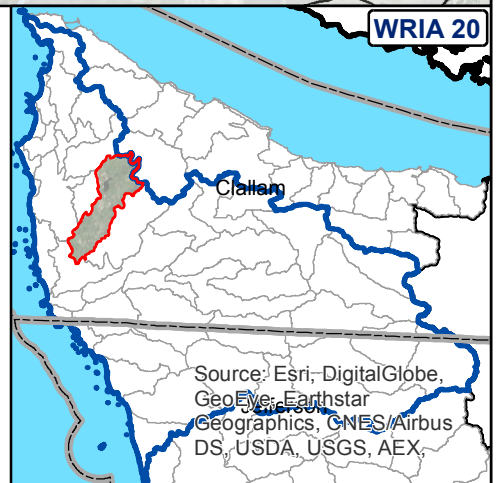 WRIA 20
Clallam
Source: Esri, DigitalGlobe,
GeoEye, Earthstar
Geographics, CNES/Airbus
DS, USDA, USGS, AEX,